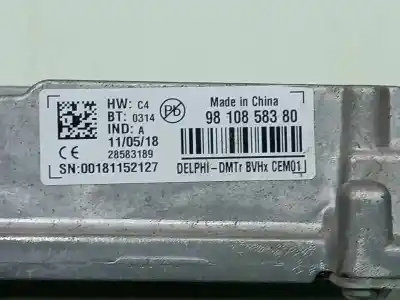 HW: C4
BT: 0314
IND: A
11/05/18
28583189
SN:00181152127
Pb
Made in China
98 108 583 80
DELPHI-DMTr BVHx CEM01
CE